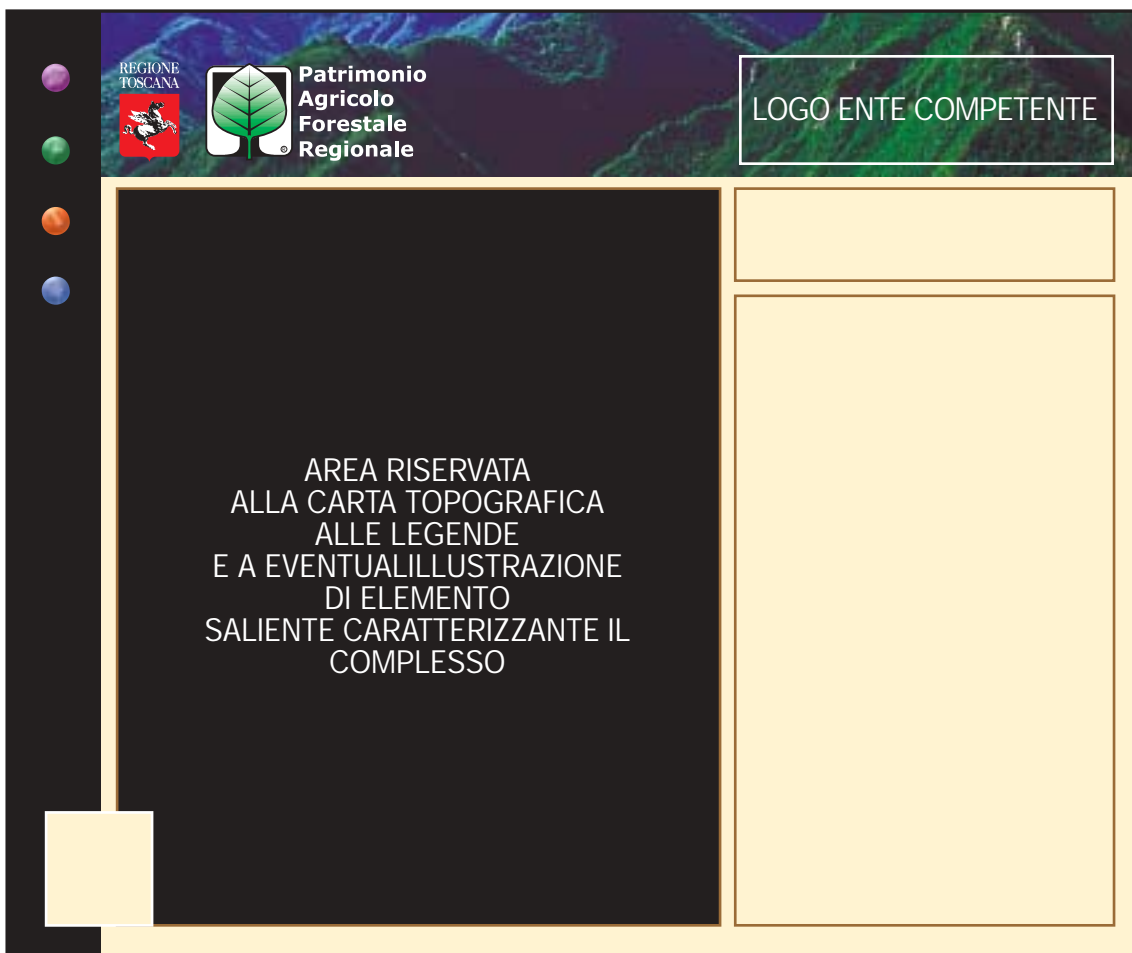 REGIONE
TOSCANA
Patrimonio
Agricolo
Forestale
Regionale
®
LOGO ENTE COMPETENTE
AREA RISERVATA
ALLA CARTA TOPOGRAFICA
ALLE LEGENDE
E A EVENTUALILLUSTRAZIONE
DI ELEMENTO
SALIENTE CARATTERIZZANTE IL
COMPLESSO